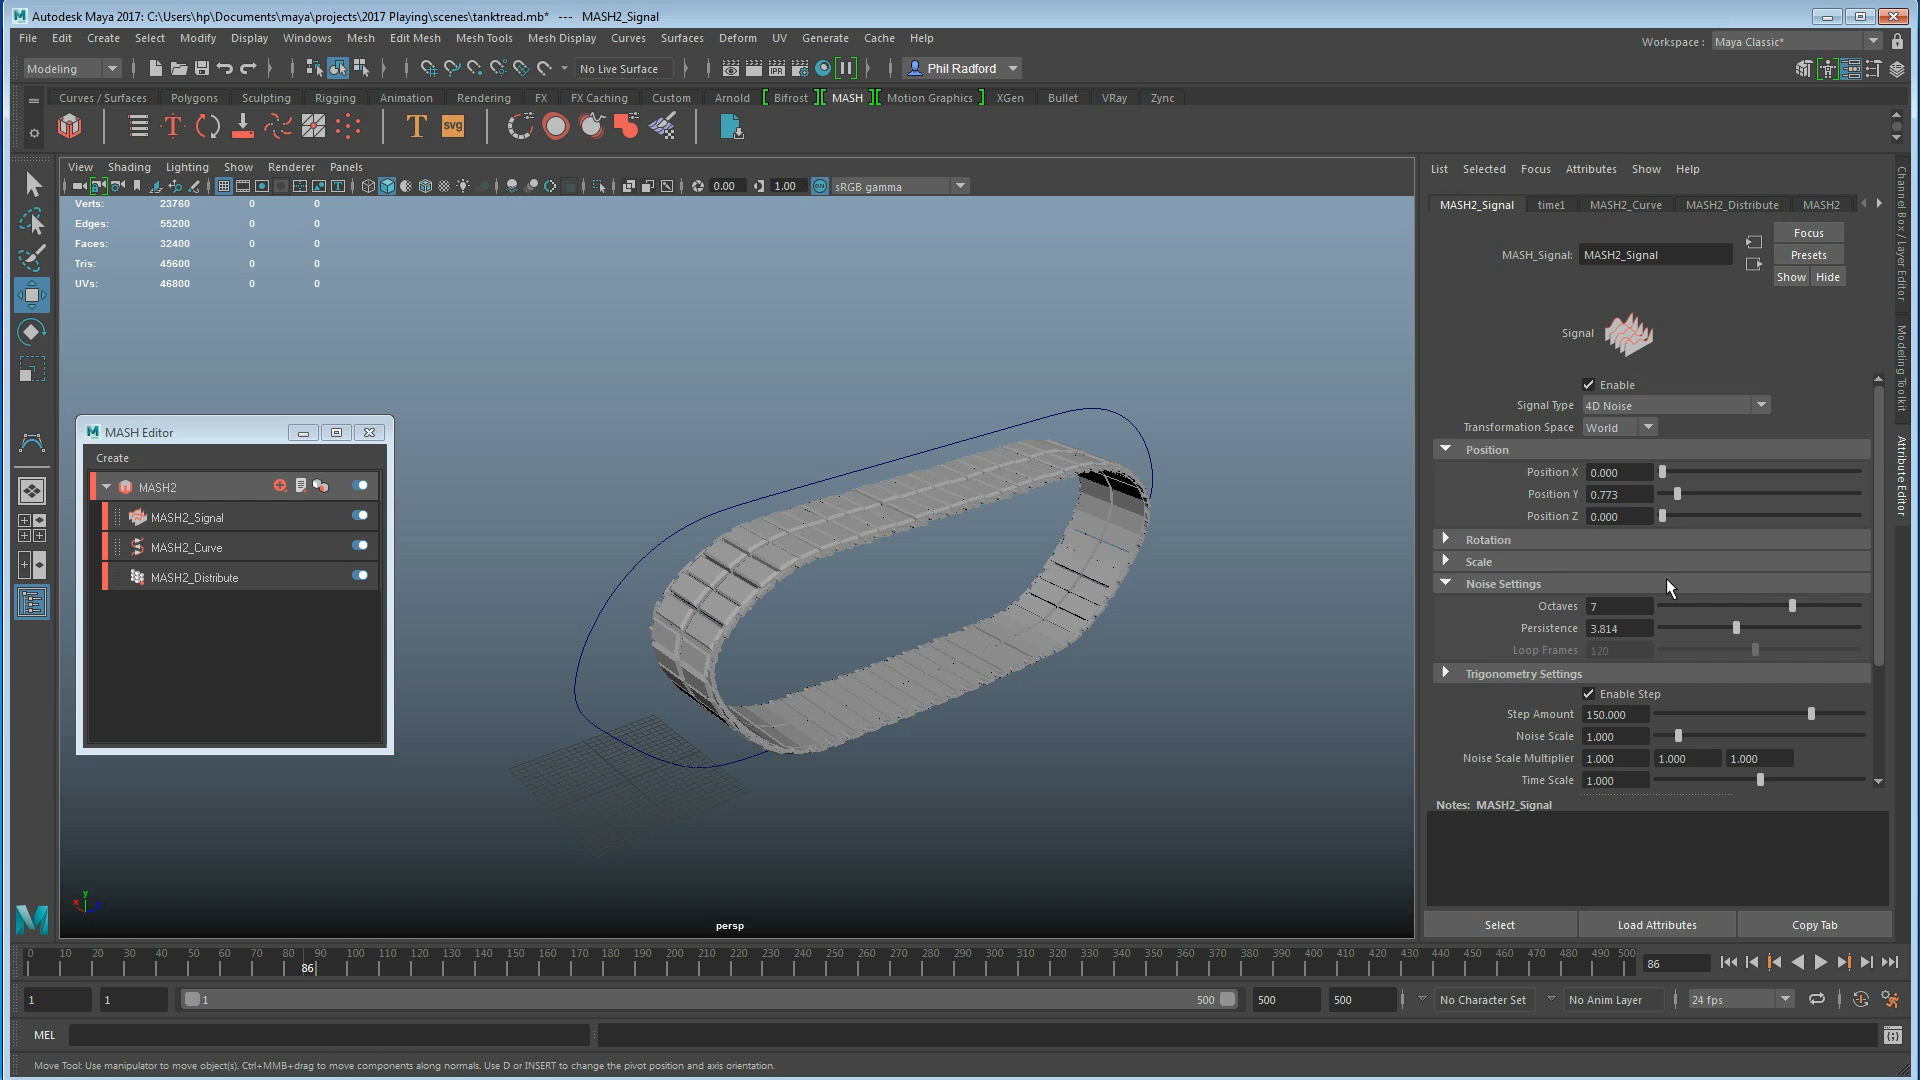 Autodesk Maya 2017: C:\Users\hp\Documents\maya\projects\2017 Playing\scenes\tanktread.mb* --- MASH2_Signal
File Edit Create Select Modify Display Windows Mesh Edit Mesh Mesh Tools Mesh Display Curves Surfaces Deform UV Generate Cache Help
Workspace : Maya Classic*
Modeling No Live Surface IPR Phil Radford
Curves / Surfaces Polygons Sculpting Rigging Animation Rendering FX FX Caching Custom Arnold Bifrost MASH Motion Graphics XGen Bullet VRay Zync
T svg
View Shading Lighting Show Renderer Panels
0.00 1.00 ON sRGB gamma
Verts: 23760 0 0
Edges: 55200 0 0
Faces: 32400 0 0
Tris: 45600 0 0
UVs: 46800 0 0
MASH Editor
Create
MASH2
MASH2_Signal
MASH2_Curve
MASH2_Distribute
y
x
persp
List Selected Focus Attributes Show Help
MASH2_Signal time1 MASH2_Curve MASH2_Distribute MASH2
Focus
MASH_Signal: MASH2_Signal
Presets
Show Hide
Signal
Enable
Signal Type 4D Noise
Transformation Space World
Position
Position X 0.000
Position Y 0.773
Position Z 0.000
Rotation
Scale
Noise Settings
Octaves 7
Persistence 3.814
Loop Frames 120
Trigonometry Settings
Enable Step
Step Amount 150.000
Noise Scale 1.000
Noise Scale Multiplier 1.000 1.000 1.000
Time Scale 1.000
Notes: MASH2_Signal
Select Load Attributes Copy Tab
Channel Box / Layer Editor
Modeling Toolkit
Attribute Editor
0 10 20 30 40 50 60 70 80 90 100 110 120 130 140 150 160 170 180 190 200 210 220 230 240 250 260 270 280 290 300 310 320 330 340 350 360 370 380 390 400 410 420 430 440 450 460 470 480 490 500
86
86
1 1 1 500 500 500 No Character Set No Anim Layer 24 fps
MEL
Move Tool: Use manipulator to move object(s). Ctrl+MMB+drag to move components along normals. Use D or INSERT to change the pivot position and axis orientation.